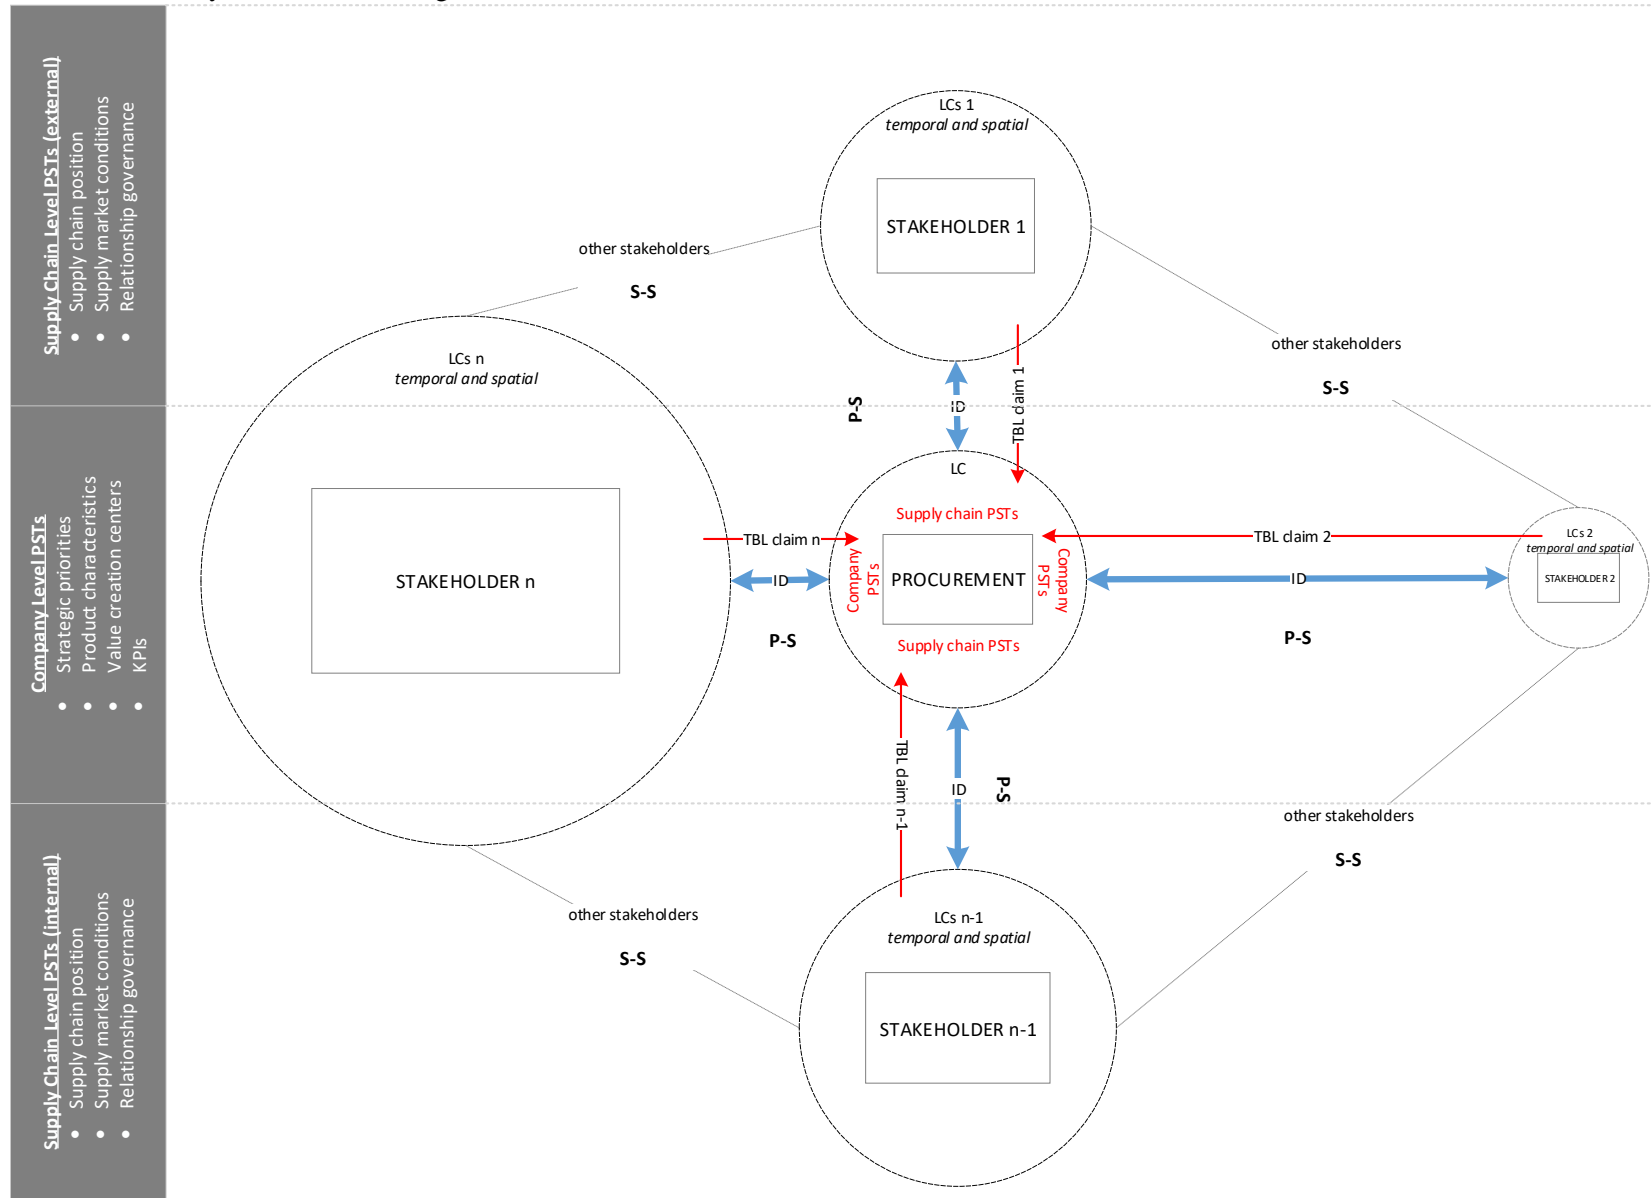 Supply Chain Level PSTs (external)
• Supply chain position
• Supply market conditions
• Relationship governance
Company Level PSTs
• Strategic priorities
• Product characteristics
• Value creation centers
• KPIs
Supply Chain Level PSTs (internal)
• Supply chain position
• Supply market conditions
• Relationship governance
LCs 1
temporal and spatial
STAKEHOLDER 1
other stakeholders
S-S
other stakeholders
S-S
LCs n
temporal and spatial
STAKEHOLDER n
P-S
ID
TBL claim 1
LC
Supply chain PSTs
Company
PSTs
PROCUREMENT
Company
PSTs
Supply chain PSTs
TBL claim n
ID
P-S
TBL claim 2
ID
P-S
LCs 2
temporal and spatial
STAKEHOLDER 2
TBL claim n-1
ID
P-S
other stakeholders
S-S
other stakeholders
S-S
LCs n-1
temporal and spatial
STAKEHOLDER n-1